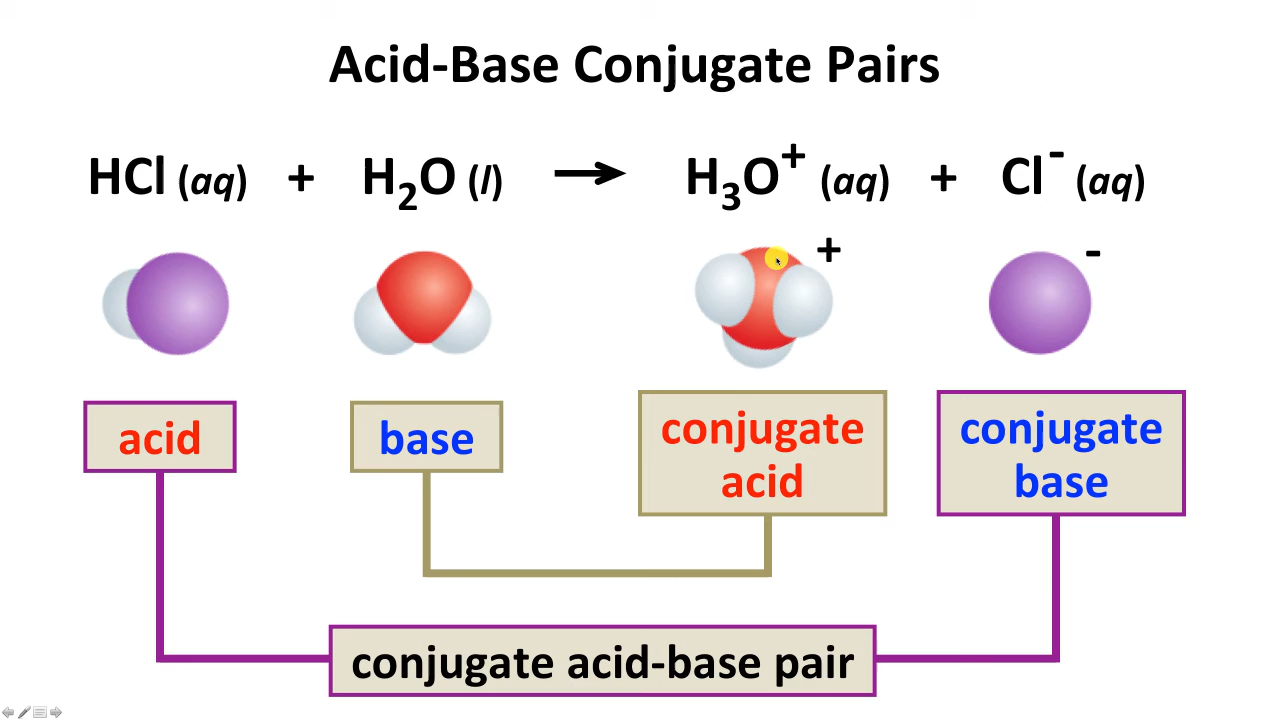 Acid-Base Conjugate Pairs
HCl (aq) + H₂O (l) → H₃O⁺ (aq) + Cl⁻ (aq)
+ -
acid base conjugate acid conjugate base
conjugate acid-base pair